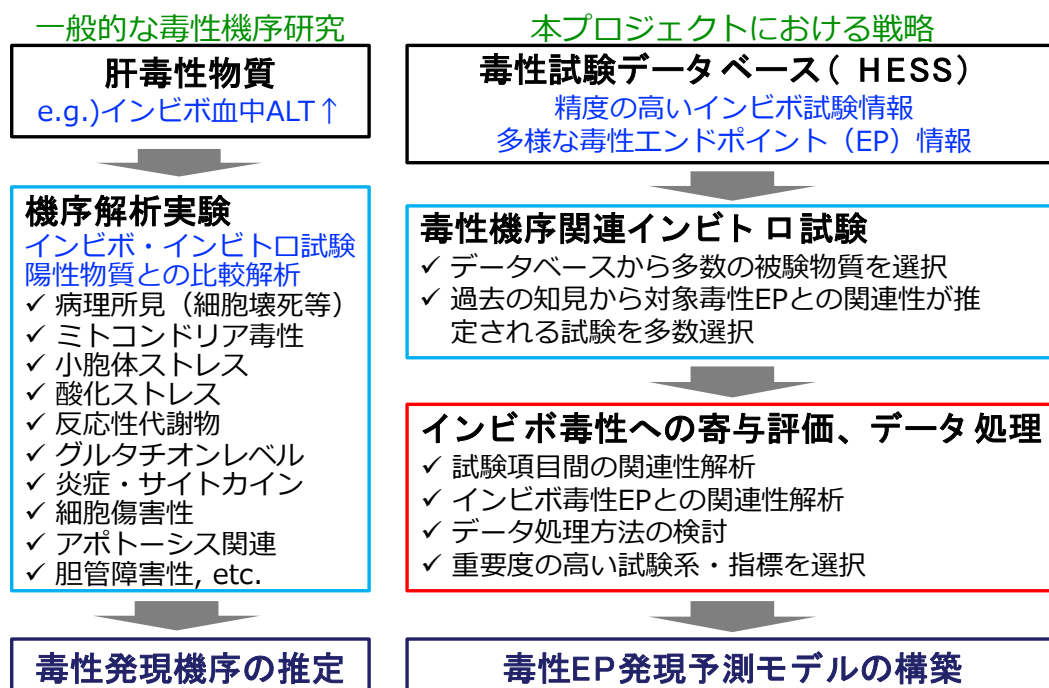 一般的な毒性機序研究
肝毒性物質
e.g.)インビボ血中ALT↑
機序解析実験
インビボ・インビトロ試験
陽性物質との比較解析
✓ 病理所見（細胞壊死等）
✓ ミトコンドリア毒性
✓ 小胞体ストレス
✓ 酸化ストレス
✓ 反応性代謝物
✓ グルタチオンレベル
✓ 炎症・サイトカイン
✓ 細胞傷害性
✓ アポトーシス関連
✓ 胆管障害性, etc.
毒性発現機序の推定
本プロジェクトにおける戦略
毒性試験データベース(HESS)
精度の高いインビボ試験情報
多様な毒性エンドポイント（EP）情報
毒性機序関連インビトロ試験
✓ データベースから多数の被験物質を選択
✓ 過去の知見から対象毒性EPとの関連性が推
定される試験を多数選択
インビボ毒性への寄与評価、データ処理
✓ 試験項目間の関連性解析
✓ インビボ毒性EPとの関連性解析
✓ データ処理方法の検討
✓ 重要度の高い試験系・指標を選択
毒性EP発現予測モデルの構築